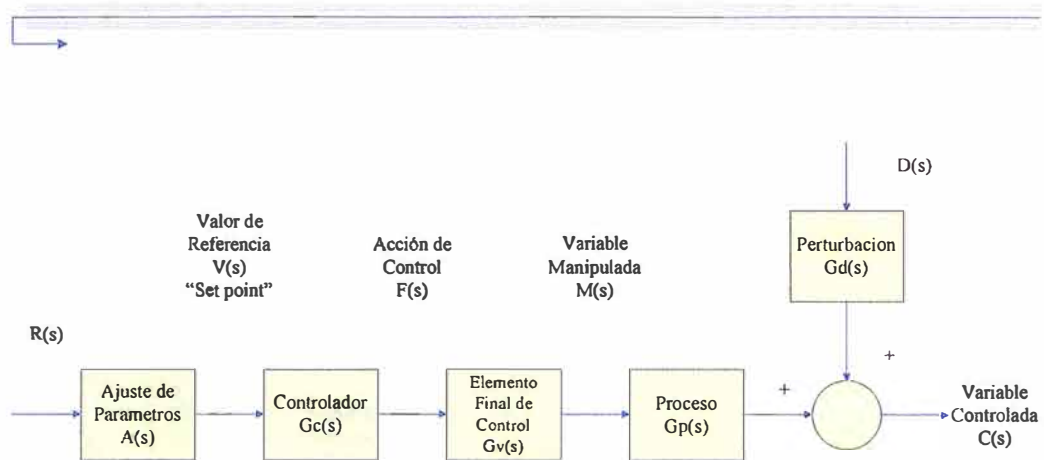 D(s)
Valor de
Referencia
V(s)
“Set point”
Acción de
Control
F(s)
Variable
Manipulada
M(s)
Perturbacion
Gd(s)
R(s)
+
+
Ajuste de
Parametros
A(s)
Controlador
Gc(s)
Elemento
Final de
Control
Gv(s)
Proceso
Gp(s)
Variable
Controlada
C(s)